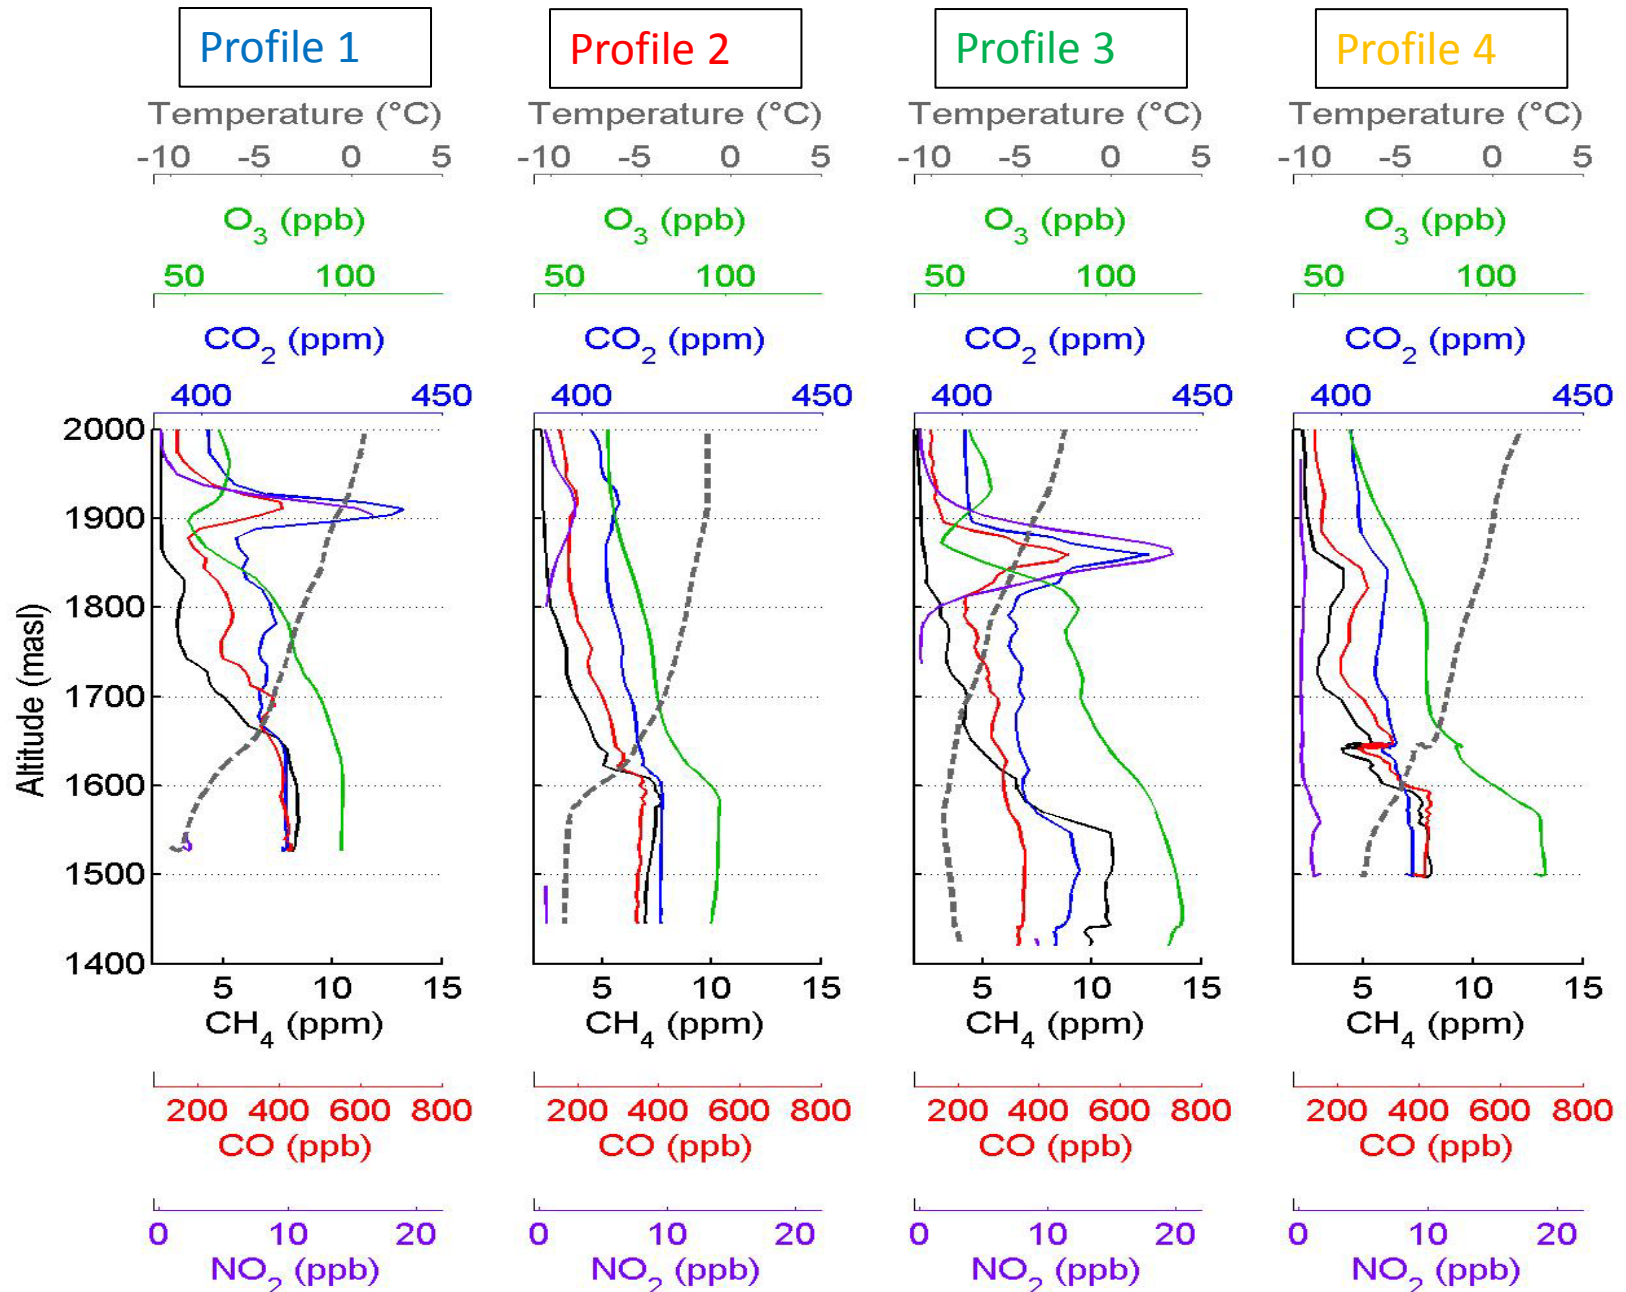 Profile 1 Profile 2 Profile 3 Profile 4
Temperature (°C) Temperature (°C) Temperature (°C) Temperature (°C)
-10 -5 0 5 -10 -5 0 5 -10 -5 0 5 -10 -5 0 5
O3 (ppb) O3 (ppb) O3 (ppb) O3 (ppb)
50 100 50 100 50 100 50 100
CO2 (ppm) CO2 (ppm) CO2 (ppm) CO2 (ppm)
400 450 400 450 400 450 400 450
2000
1900
1800
Altitude (masl)
1700
1600
1500
1400
5 10 15 5 10 15 5 10 15 5 10 15
CH4 (ppm) CH4 (ppm) CH4 (ppm) CH4 (ppm)
200 400 600 800 200 400 600 800 200 400 600 800 200 400 600 800
CO (ppb) CO (ppb) CO (ppb) CO (ppb)
0 10 20 0 10 20 0 10 20 0 10 20
NO2 (ppb) NO2 (ppb) NO2 (ppb) NO2 (ppb)